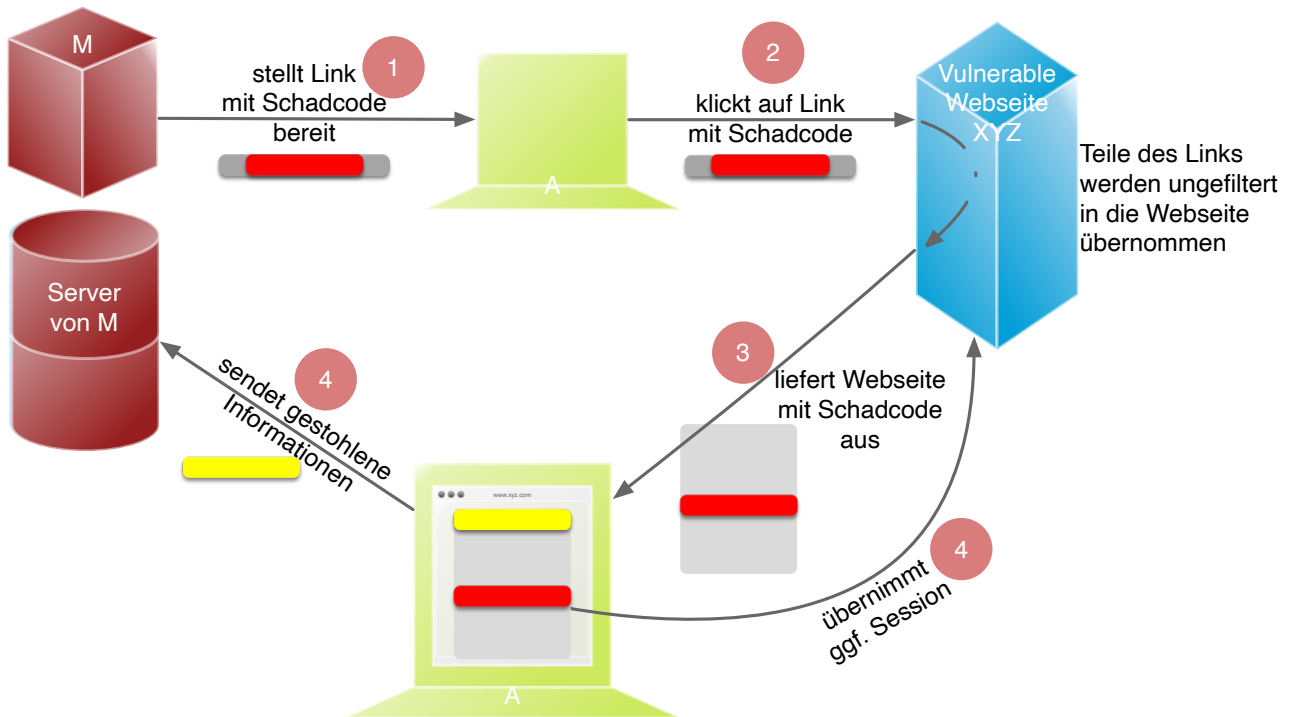 M
1
stellt Link
mit Schadcode
bereit
A
2
klickt auf Link
mit Schadcode
Vulnerable
Webseite
XYZ
Teile des Links
werden ungefiltert
in die Webseite
übernommen
Server
von M
4
sendet gestohlene
Informationen
3
liefert Webseite
mit Schadcode
aus
www.xyz.com
A
4
übernimmt
ggf. Session